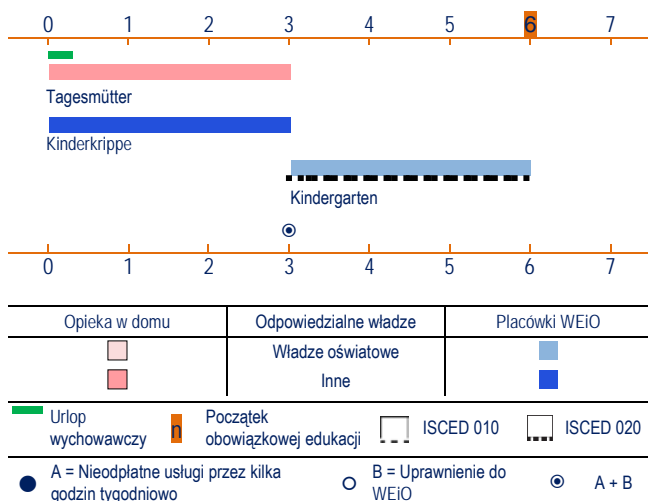 0 1 2 3 4 5 6 7
Tagesmütter
Kinderkrippe
Kindergarten
0 1 2 3 4 5 6 7
Opieka w domu Odpowiedzialne władze Placówki WEiO
Władze oświatowe
Inne
Urlop
wychowawczy
n
Początek
obowiązkowej edukacji
ISCED 010
ISCED 020
A = Nieodpłatne usługi przez kilka
godzin tygodniowo
B = Uprawnienie do
WEiO
A + B